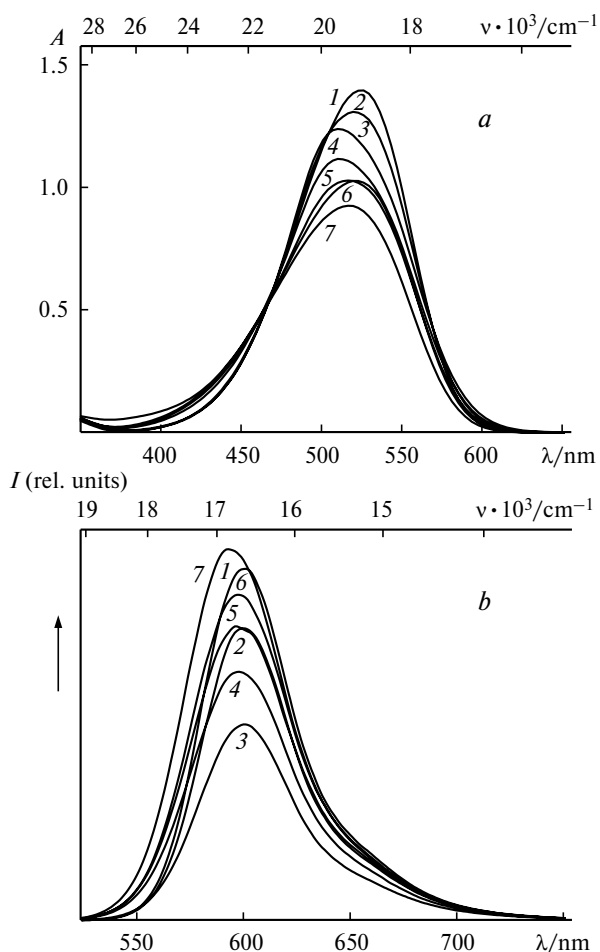 28 26 24 22 20 18 ν·10³/cm⁻¹
A
1.5
1 2
a
3
4
1.0
5
6
7
0.5
400 450 500 550 600 λ/nm
I (rel. units)
19 18 17 16 15 ν·10³/cm⁻¹
7 1 6
b
5
2
4
3
550 600 650 700 λ/nm